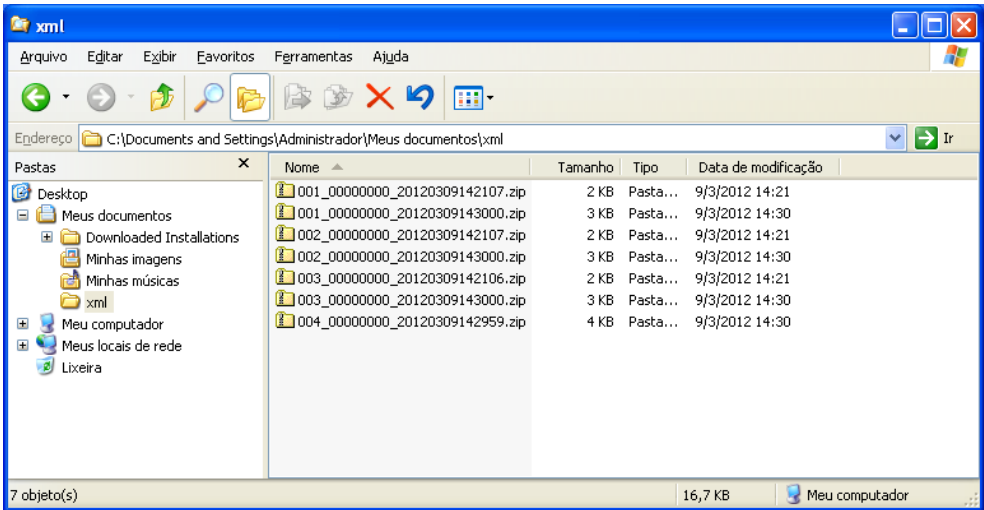 xml
Arquivo Editar Exibir Favoritos Ferramentas Ajuda
Endereço C:\Documents and Settings\Administrador\Meus documentos\xml Ir
Pastas Nome Tamanho Tipo Data de modificação
Desktop
Meus documentos
Downloaded Installations
Minhas imagens
Minhas músicas
xml
Meu computador
Meus locais de rede
Lixeira
001_00000000_20120309142107.zip 2 KB Pasta... 9/3/2012 14:21
001_00000000_20120309143000.zip 3 KB Pasta... 9/3/2012 14:30
002_00000000_20120309142107.zip 2 KB Pasta... 9/3/2012 14:21
002_00000000_20120309143000.zip 3 KB Pasta... 9/3/2012 14:30
003_00000000_20120309142106.zip 2 KB Pasta... 9/3/2012 14:21
003_00000000_20120309143000.zip 3 KB Pasta... 9/3/2012 14:30
004_00000000_20120309142959.zip 4 KB Pasta... 9/3/2012 14:30
7 objeto(s) 16,7 KB Meu computador